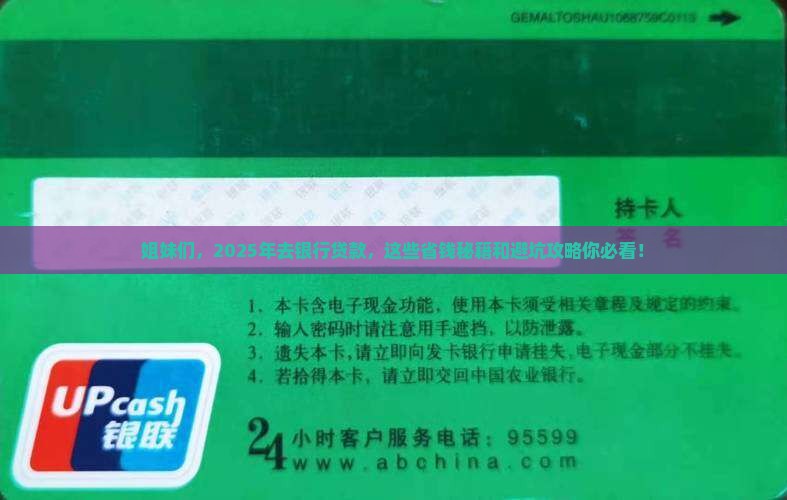 GEMALTOSHAU1068759C0119
持卡人
签 名
姐妹们，2025年去银行贷款，这些省钱秘籍和避坑攻略你必看！
1. 本卡含电子现金功能，使用本卡须受相关章程及规定的约束。
2. 输入密码时请注意用手遮挡，以防泄露。
3. 遗失本卡,请立即向发卡银行申请挂失,电子现金部分不挂失。
4. 若拾得本卡，请立即交回中国农业银行。
UPcash
银联
24小时客户服务电话：95599
www.abchina.com